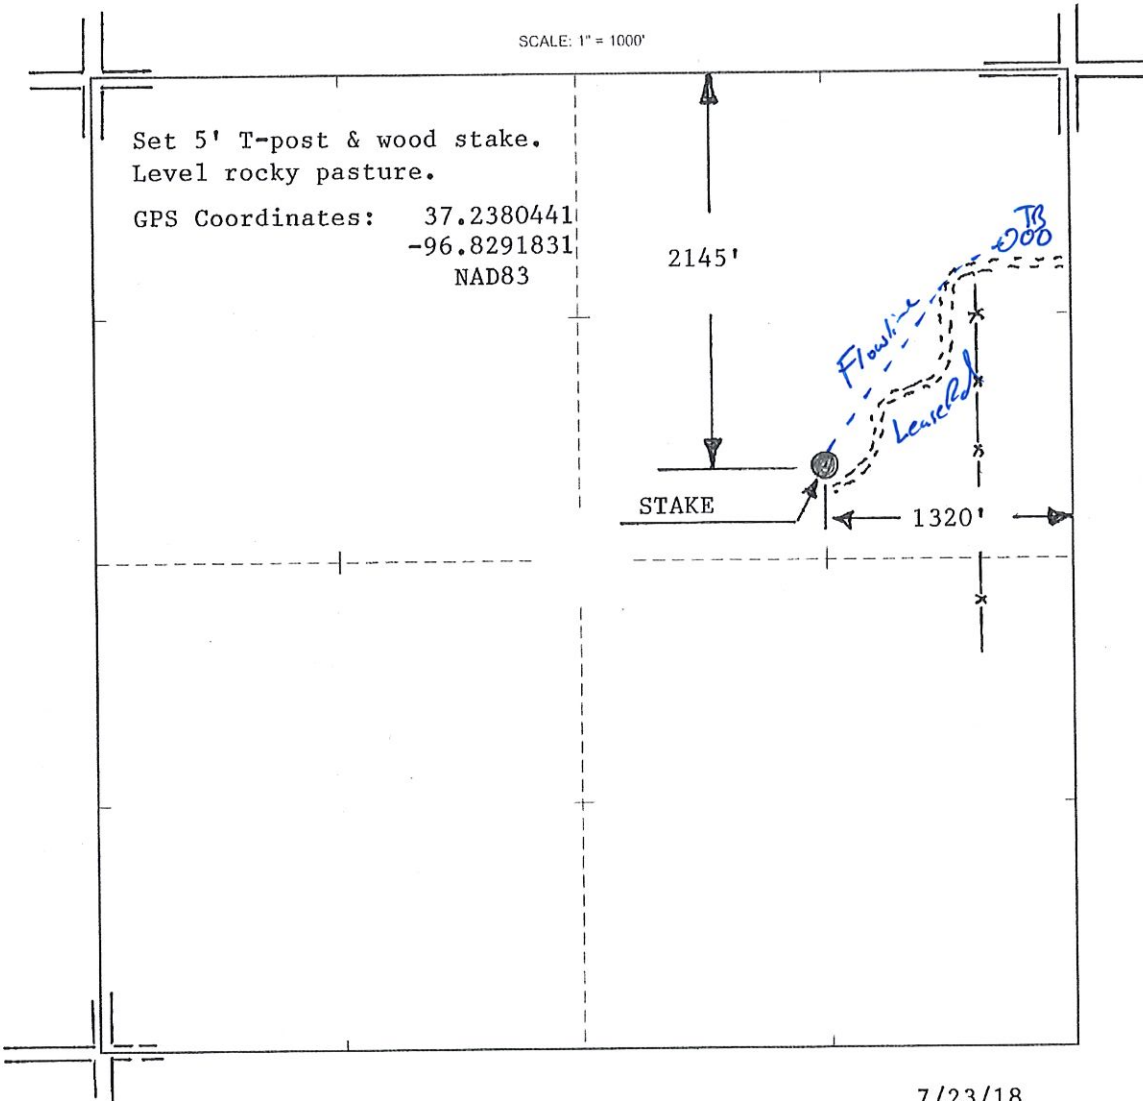 SCALE: 1" = 1000'
Set 5' T-post & wood stake.
Level rocky pasture.
GPS Coordinates: 37.2380441
-96.8291831
NAD83
2145'
TB
Flowline
Lease Rd
STAKE
1320'
7/23/18